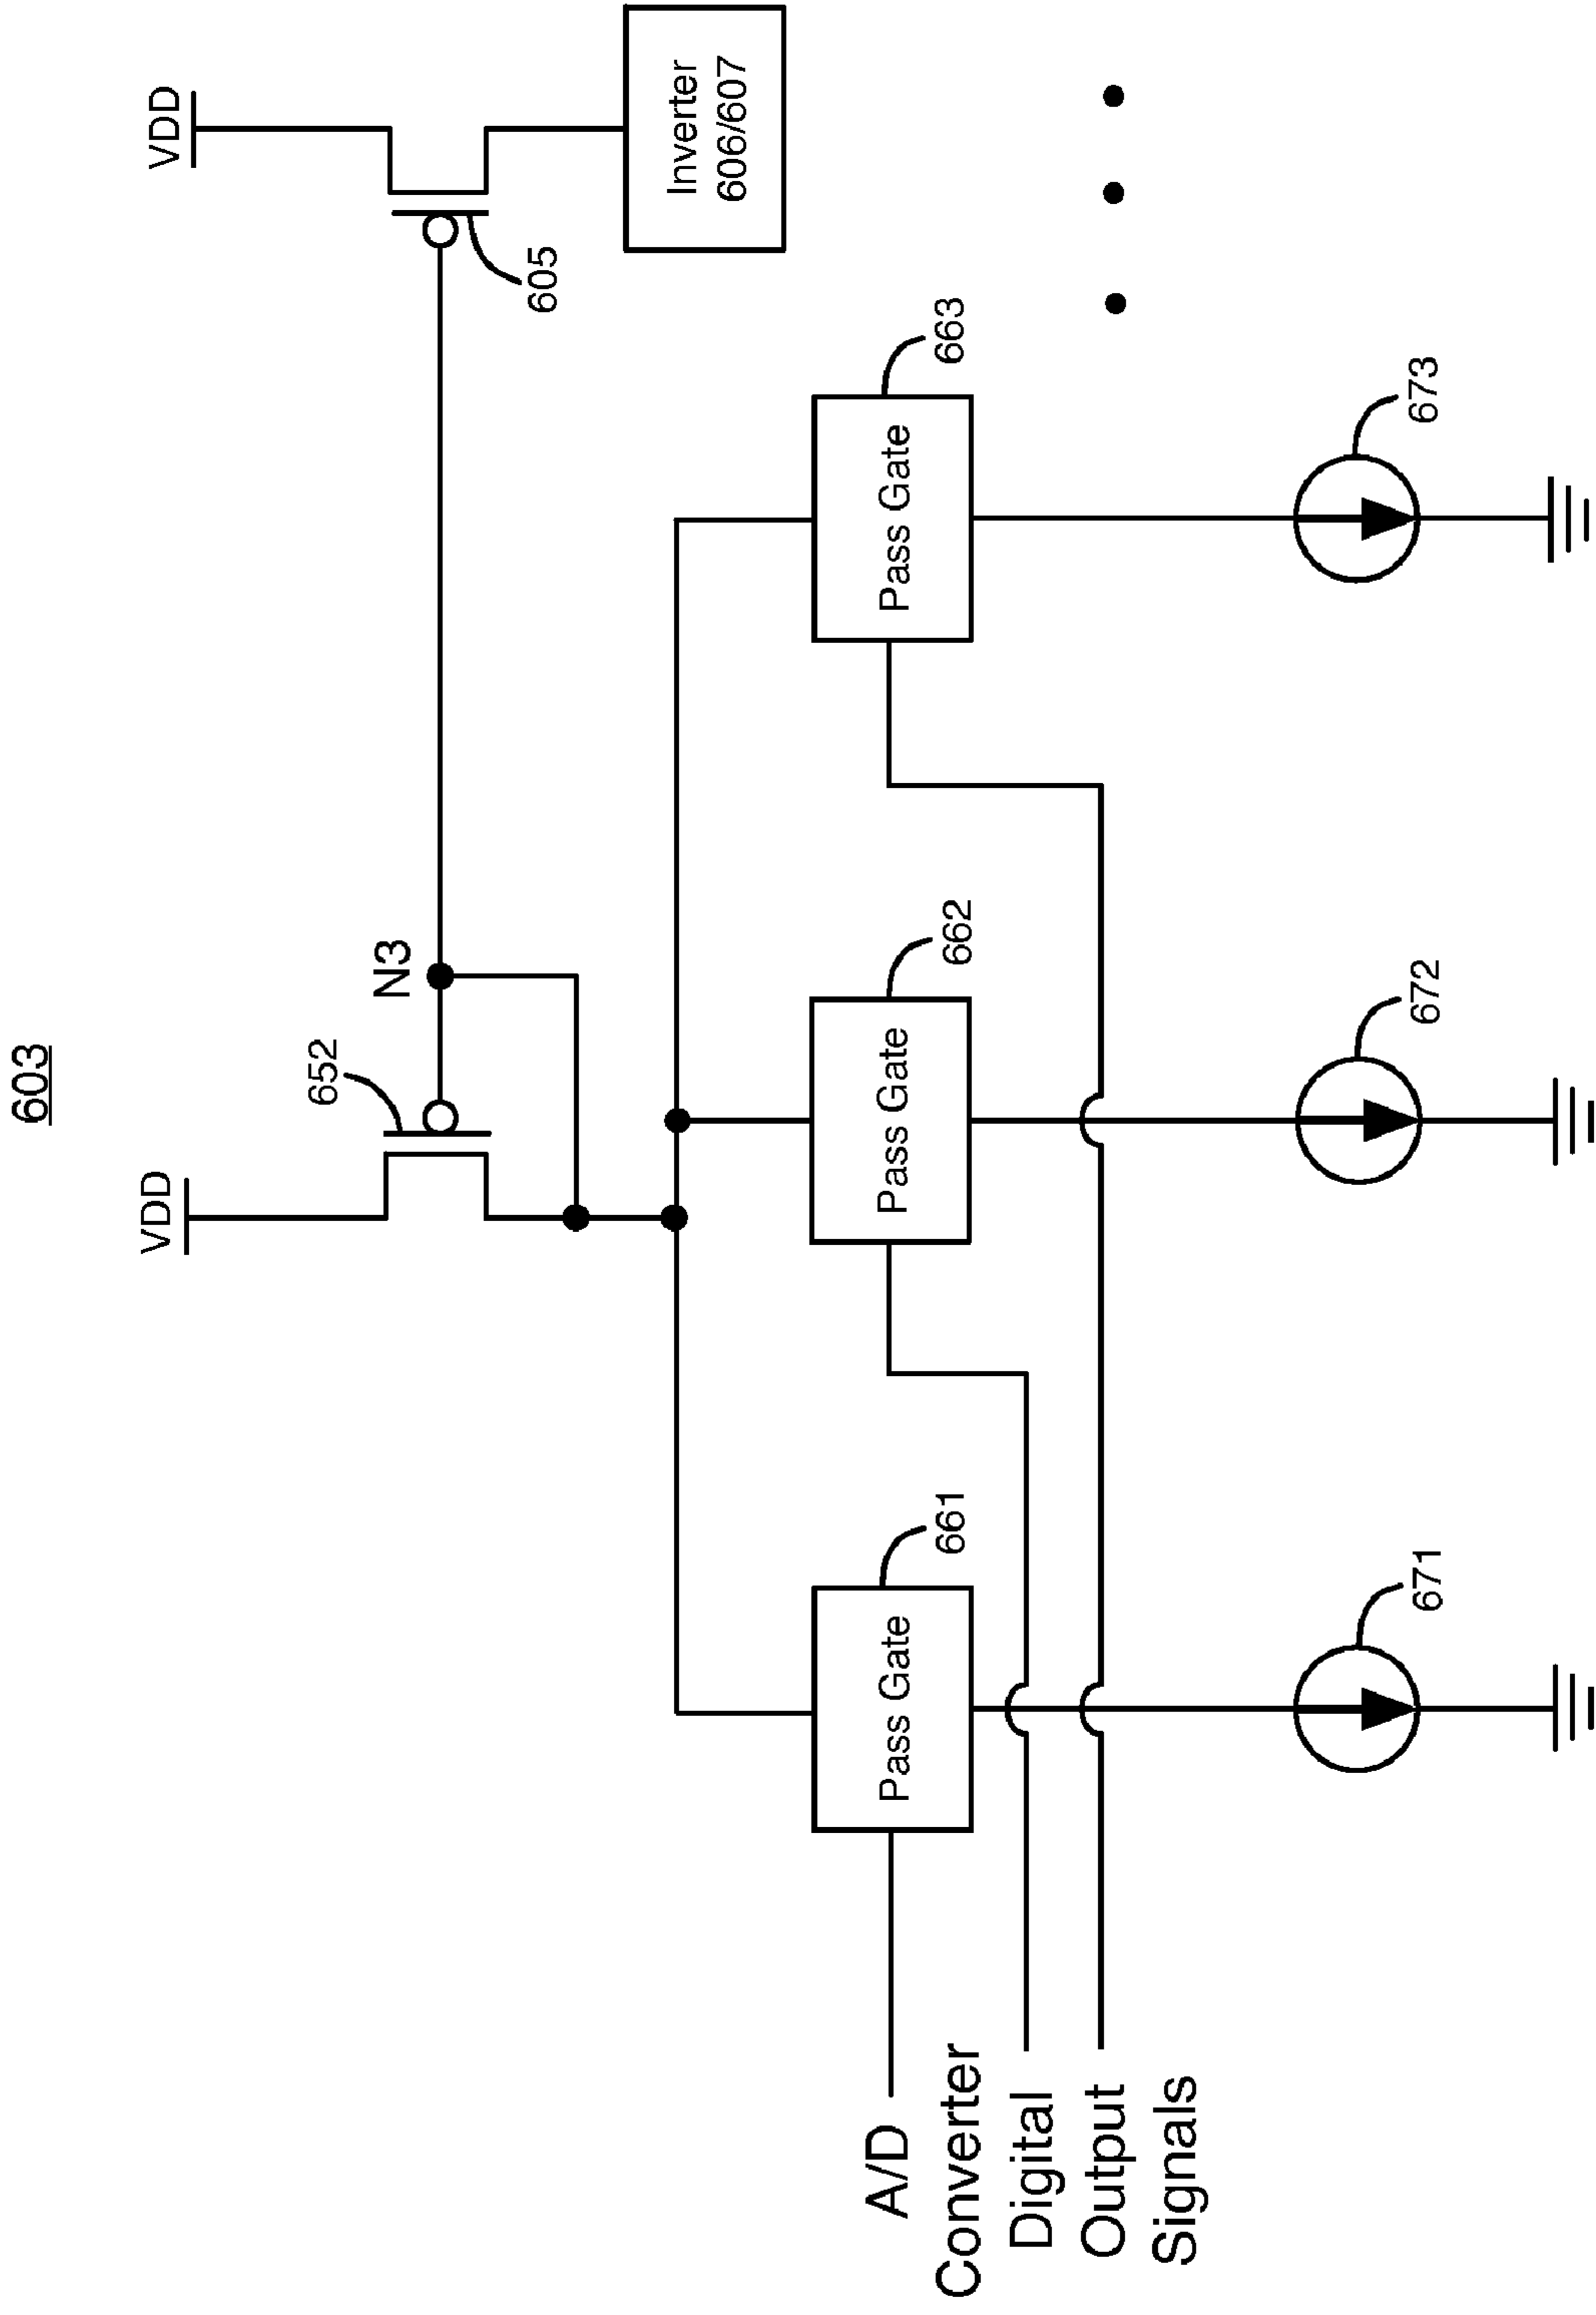 603
VDD
VDD
652
N3
605
Inverter
606/607
Pass Gate
661
Pass Gate
662
Pass Gate
663
A/D
Converter
Digital
Output
Signals
671
672
673